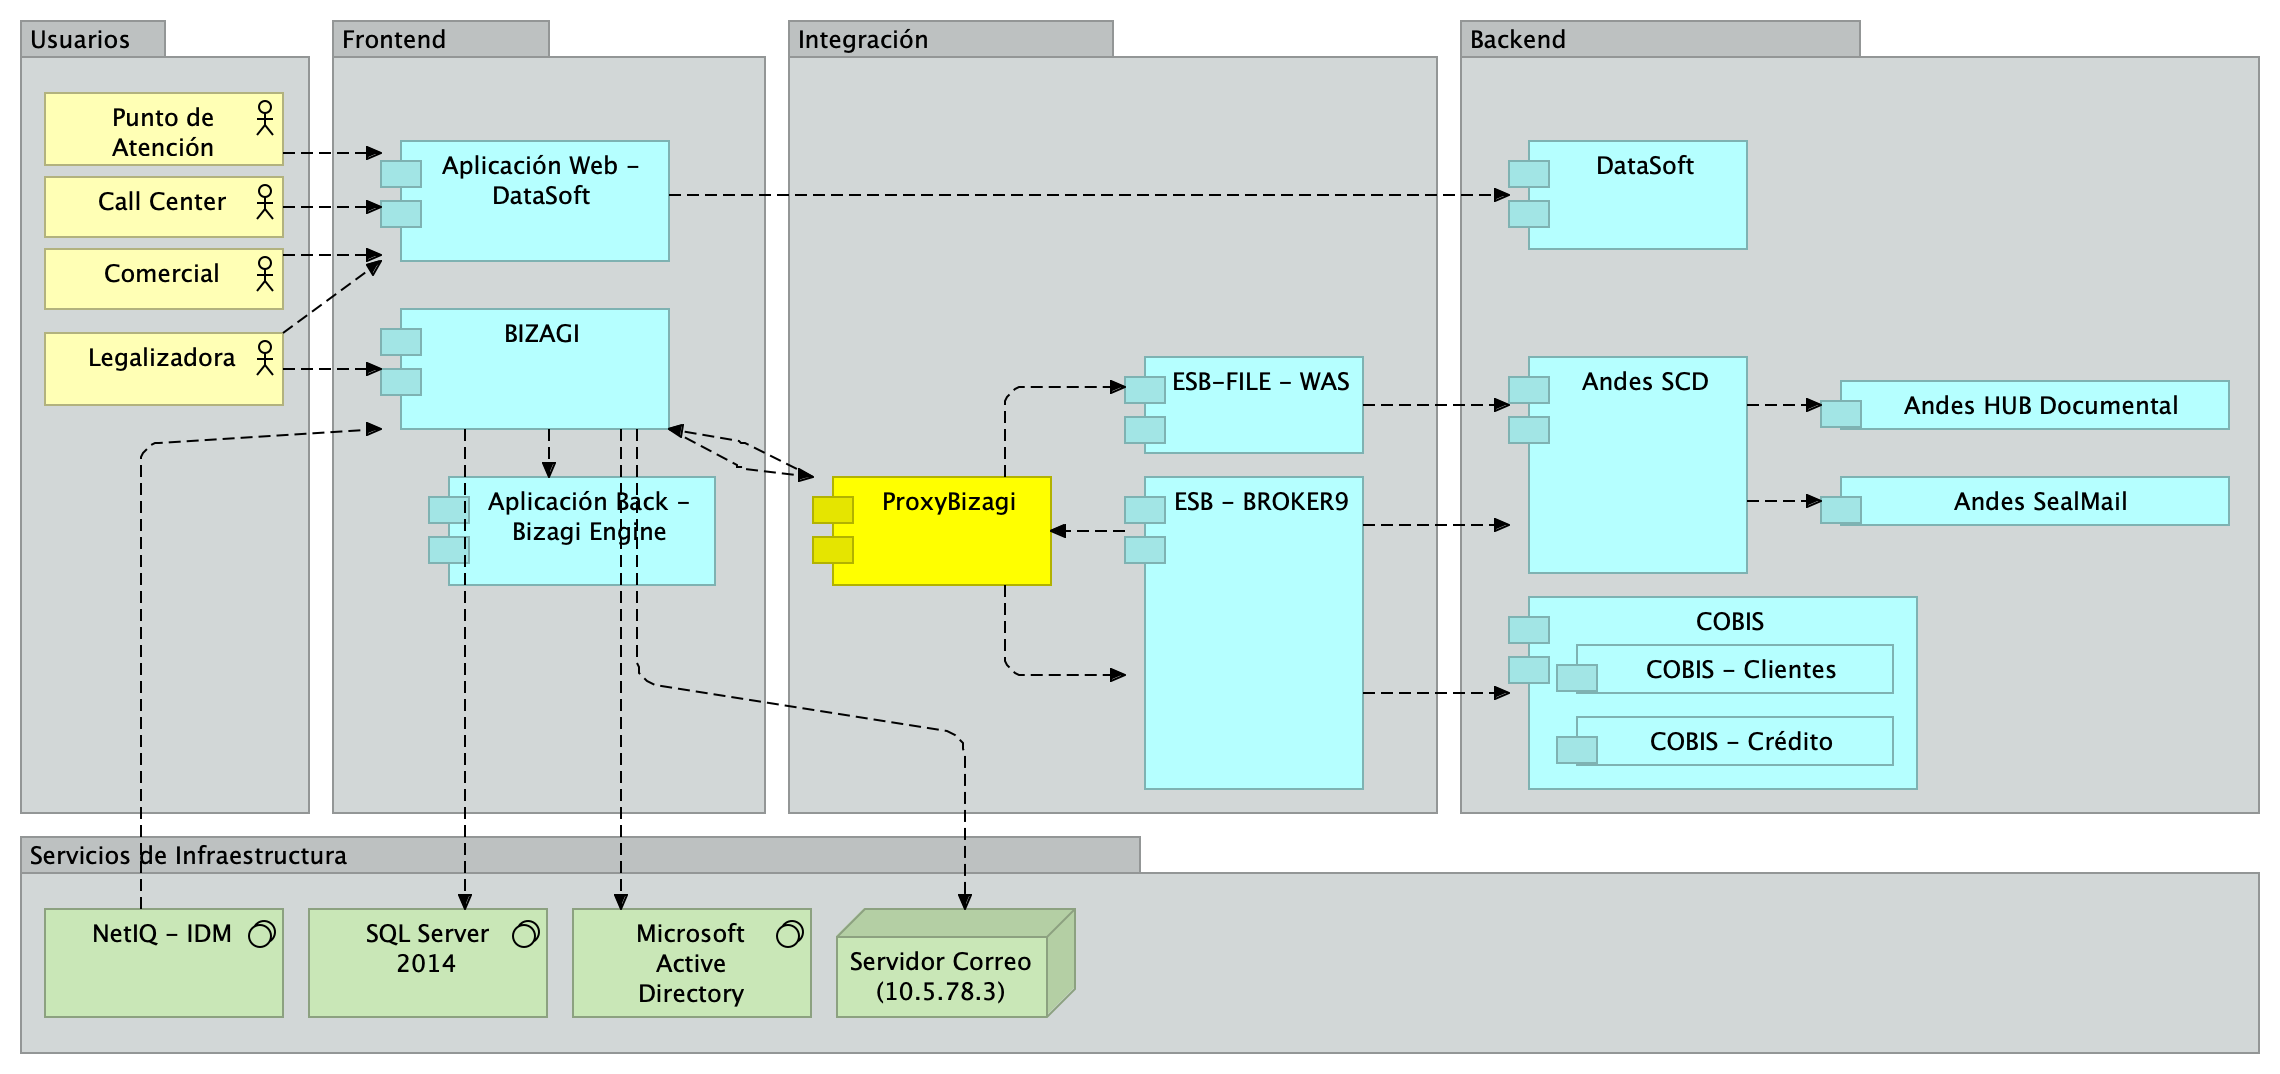 Usuarios
Punto de
Atención
Call Center
Comercial
Legalizadora
Frontend
Aplicación Web -
DataSoft
BIZAGI
Aplicación Back -
Bizagi Engine
Integración
ProxyBizagi
ESB-FILE - WAS
ESB - BROKER9
Backend
DataSoft
Andes SCD
Andes HUB Documental
Andes SealMail
COBIS
COBIS - Clientes
COBIS - Crédito
Servicios de Infraestructura
NetIQ - IDM
SQL Server
2014
Microsoft
Active
Directory
Servidor Correo
(10.5.78.3)